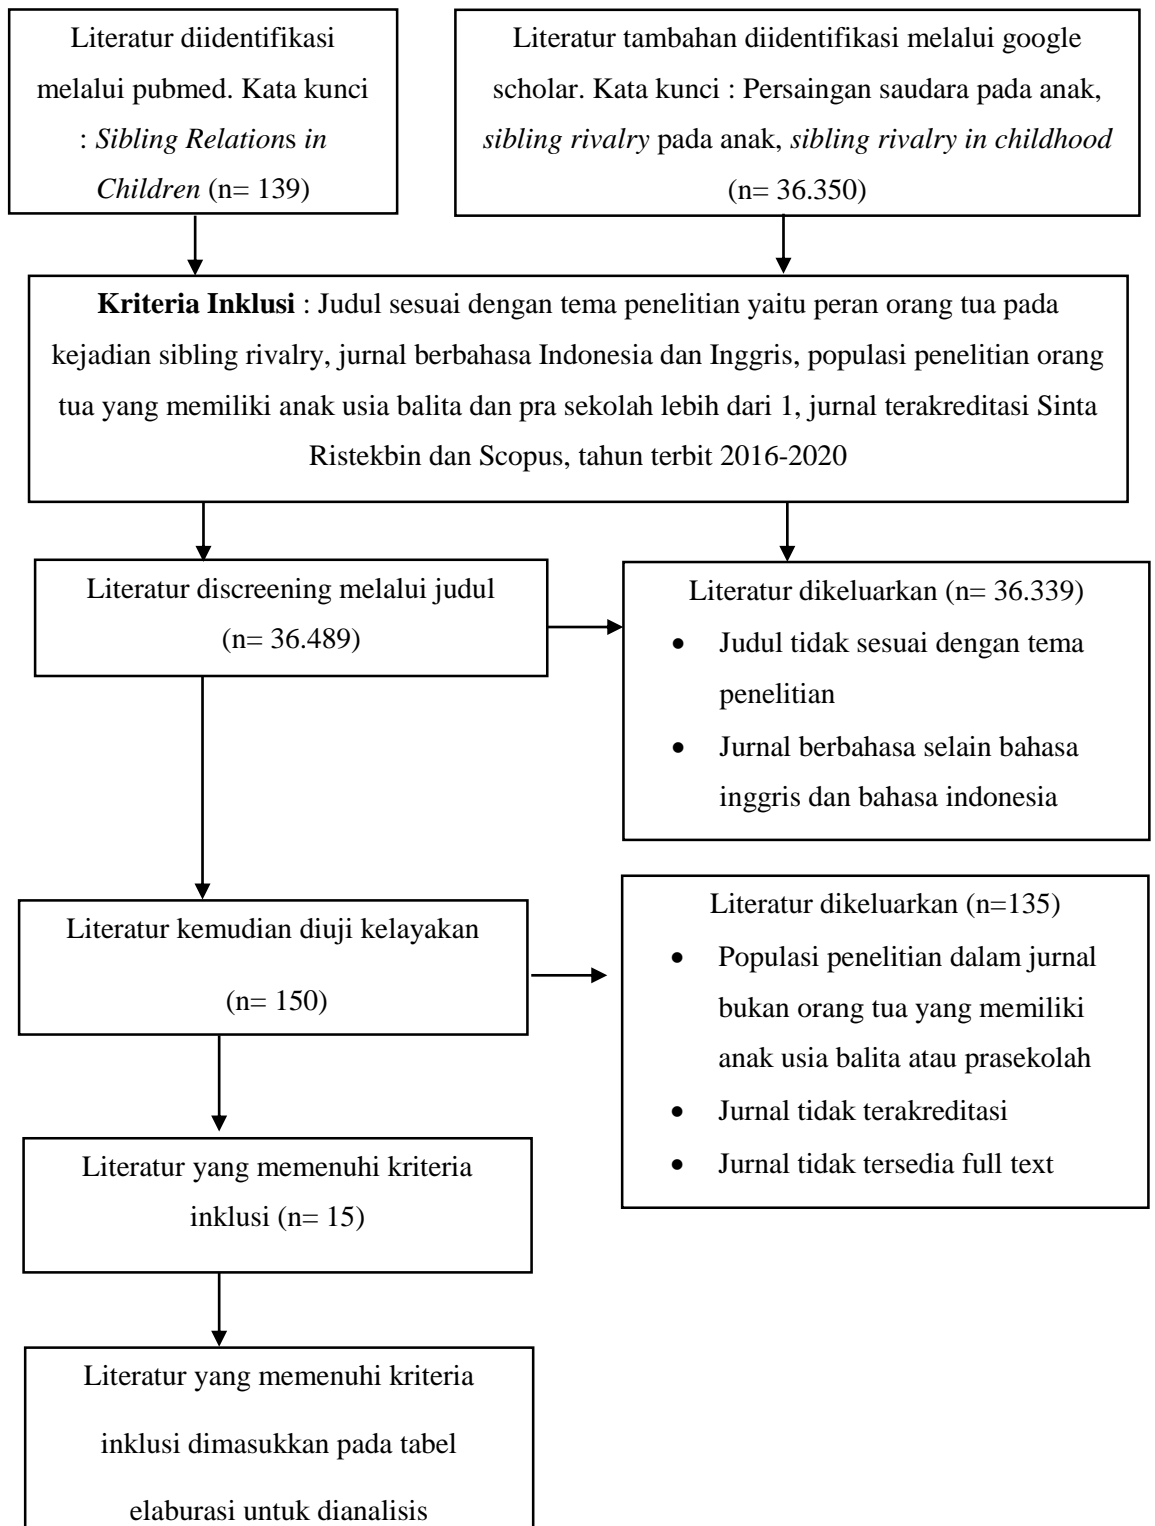 Literatur diidentifikasi
melalui pubmed. Kata kunci
: Sibling Relations in
Children (n= 139)
Literatur tambahan diidentifikasi melalui google
scholar. Kata kunci : Persaingan saudara pada anak,
sibling rivalry pada anak, sibling rivalry in childhood
(n= 36.350)
Kriteria Inklusi : Judul sesuai dengan tema penelitian yaitu peran orang tua pada
kejadian sibling rivalry, jurnal berbahasa Indonesia dan Inggris, populasi penelitian orang
tua yang memiliki anak usia balita dan pra sekolah lebih dari 1, jurnal terakreditasi Sinta
Ristekbin dan Scopus, tahun terbit 2016-2020
Literatur discreening melalui judul
(n= 36.489)
Literatur dikeluarkan (n= 36.339)
• Judul tidak sesuai dengan tema
penelitian
• Jurnal berbahasa selain bahasa
inggris dan bahasa indonesia
Literatur kemudian diuji kelayakan
(n= 150)
Literatur dikeluarkan (n=135)
• Populasi penelitian dalam jurnal
bukan orang tua yang memiliki
anak usia balita atau prasekolah
• Jurnal tidak terakreditasi
• Jurnal tidak tersedia full text
Literatur yang memenuhi kriteria
inklusi (n= 15)
Literatur yang memenuhi kriteria
inklusi dimasukkan pada tabel
elaburasi untuk dianalisis